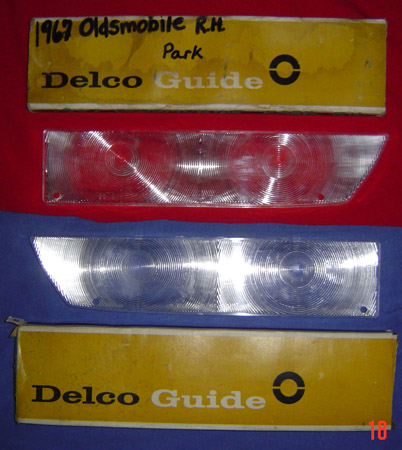 1967 Oldsmobile R.H.
Park
Delco Guide
Delco Guide
18